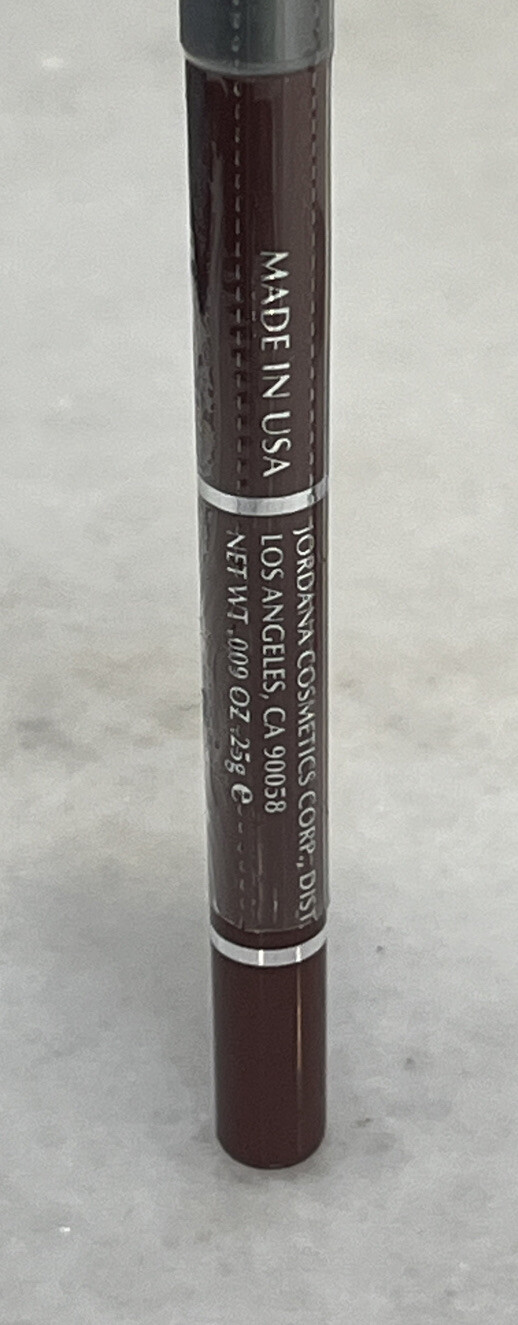 MADE IN USA
JORDANA COSMETICS CORP., DIST
LOS ANGELES, CA 90058
NET WT .009 OZ .25g ℮